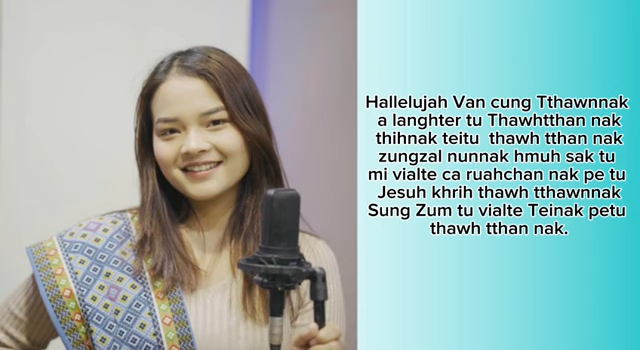 Hallelujah Van cung Tthawnnak
a langhter tu Thawhtthan nak
thihnak teitu thawh tthan nak
zungzal nunnak hmuh sak tu
mi vialte ca ruahchan nak pe tu
Jesuh khrih thawh tthawnnak
Sung Zum tu vialte Teinak petu
thawh tthan nak.